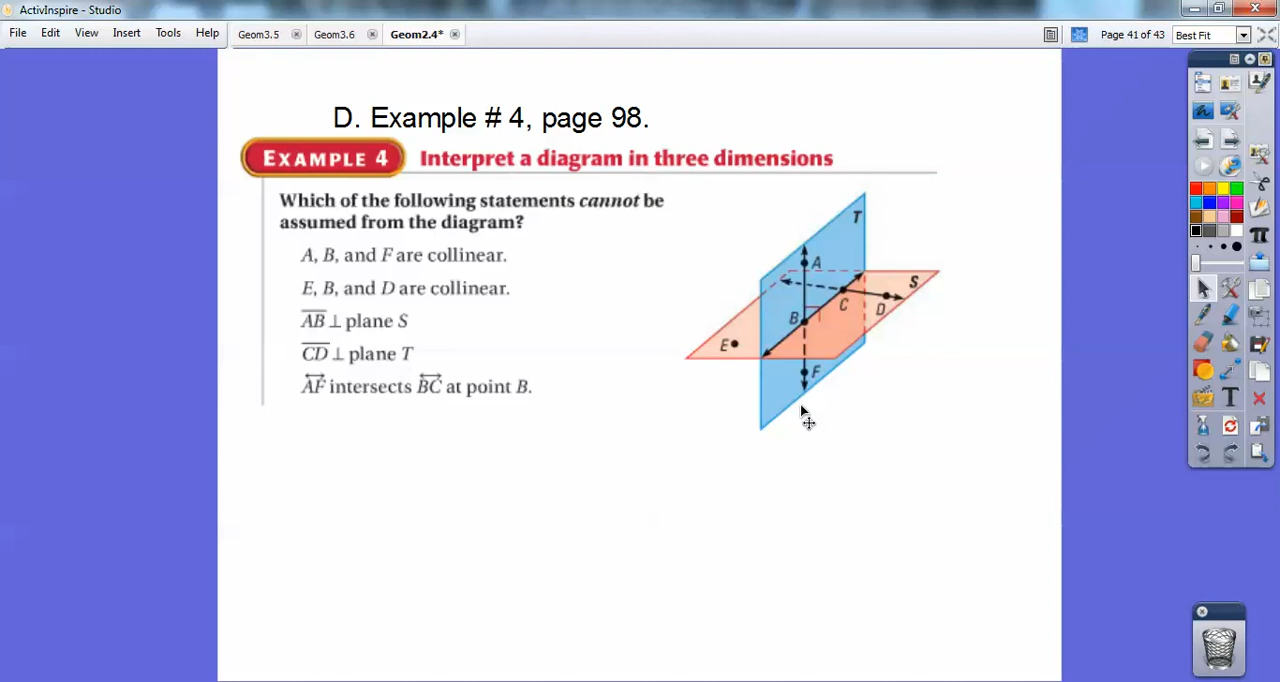 ActivInspire - Studio
File Edit View Insert Tools Help
Geom3.5 Geom3.6 Geom2.4*
Page 41 of 43 Best Fit
D. Example # 4, page 98.
EXAMPLE 4 Interpret a diagram in three dimensions
Which of the following statements cannot be
assumed from the diagram?
A, B, and F are collinear.
E, B, and D are collinear.
AB ⊥ plane S
CD ⊥ plane T
AF intersects BC at point B.
T
A
S
C
D
B
E
F